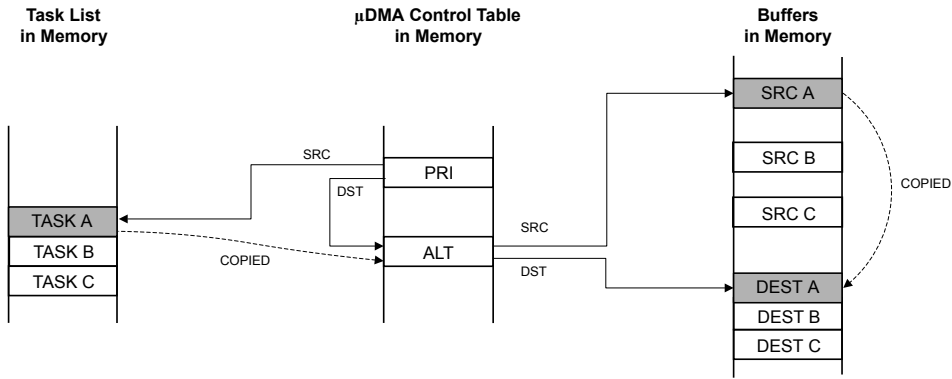 Task List
in Memory
µDMA Control Table
in Memory
Buffers
in Memory
SRC A
SRC B
SRC C
COPIED
SRC
PRI
DST
TASK A
TASK B
TASK C
COPIED
ALT
SRC
DST
DEST A
DEST B
DEST C